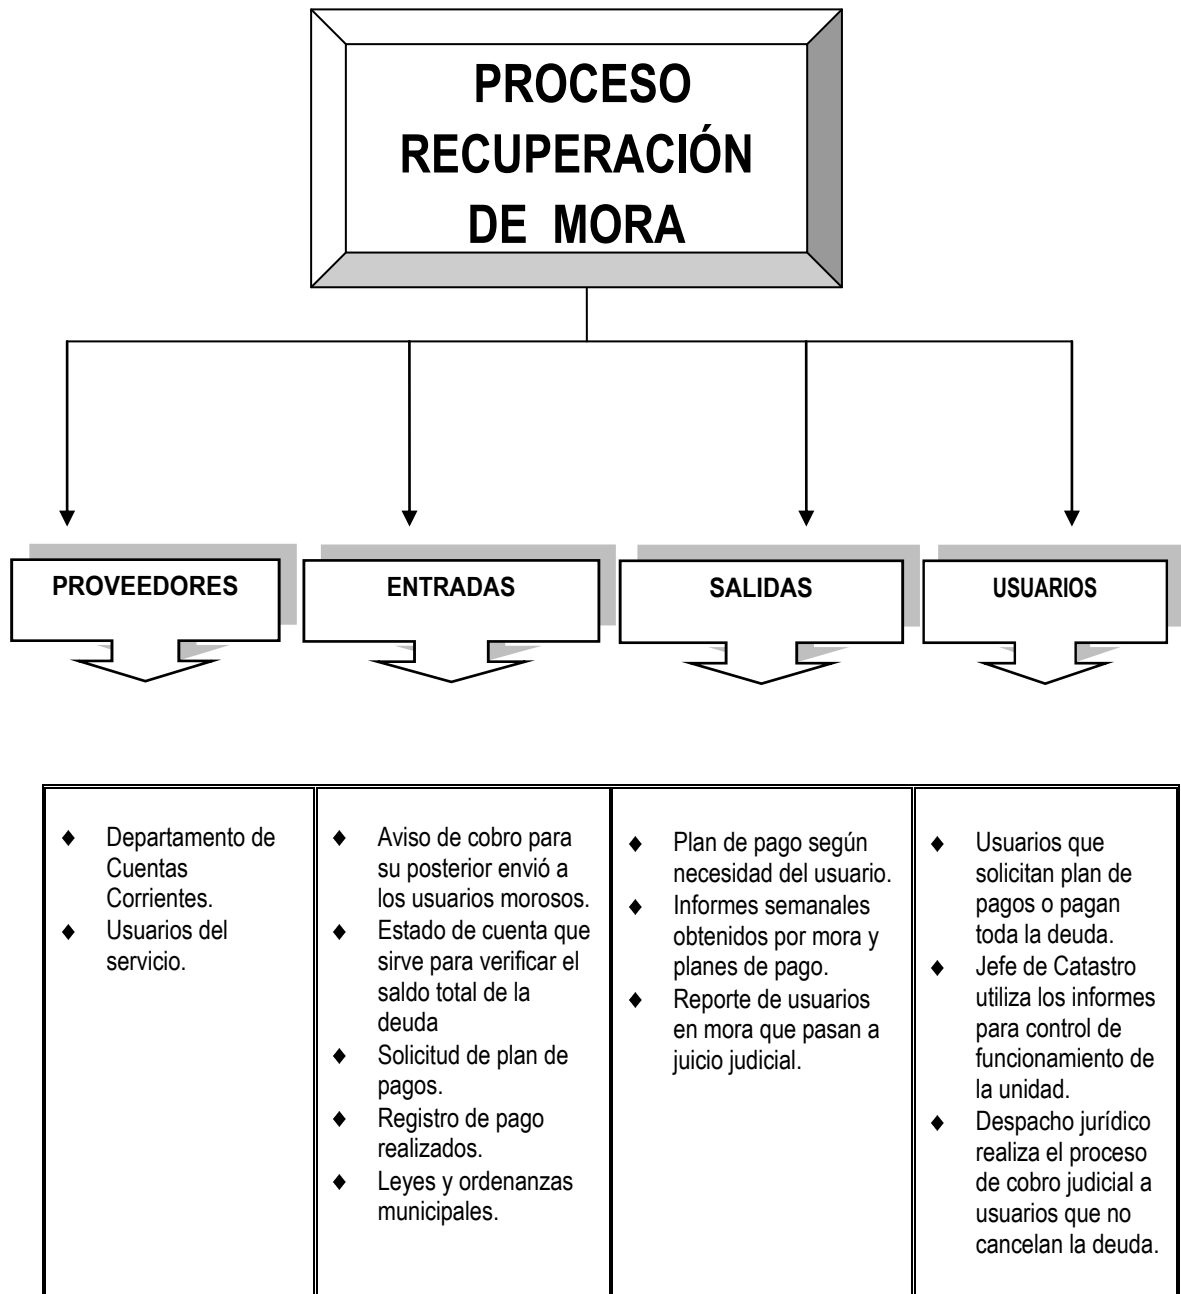 PROCESO
RECUPERACIÓN
DE MORA
PROVEEDORES
ENTRADAS
SALIDAS
USUARIOS
♦ Departamento de
Cuentas
Corrientes.
♦ Usuarios del
servicio.
♦ Aviso de cobro para
su posterior envió a
los usuarios morosos.
♦ Estado de cuenta que
sirve para verificar el
saldo total de la
deuda
♦ Solicitud de plan de
pagos.
♦ Registro de pago
realizados.
♦ Leyes y ordenanzas
municipales.
♦ Plan de pago según
necesidad del usuario.
♦ Informes semanales
obtenidos por mora y
planes de pago.
♦ Reporte de usuarios
en mora que pasan a
juicio judicial.
♦ Usuarios que
solicitan plan de
pagos o pagan
toda la deuda.
♦ Jefe de Catastro
utiliza los informes
para control de
funcionamiento de
la unidad.
♦ Despacho jurídico
realiza el proceso
de cobro judicial a
usuarios que no
cancelan la deuda.